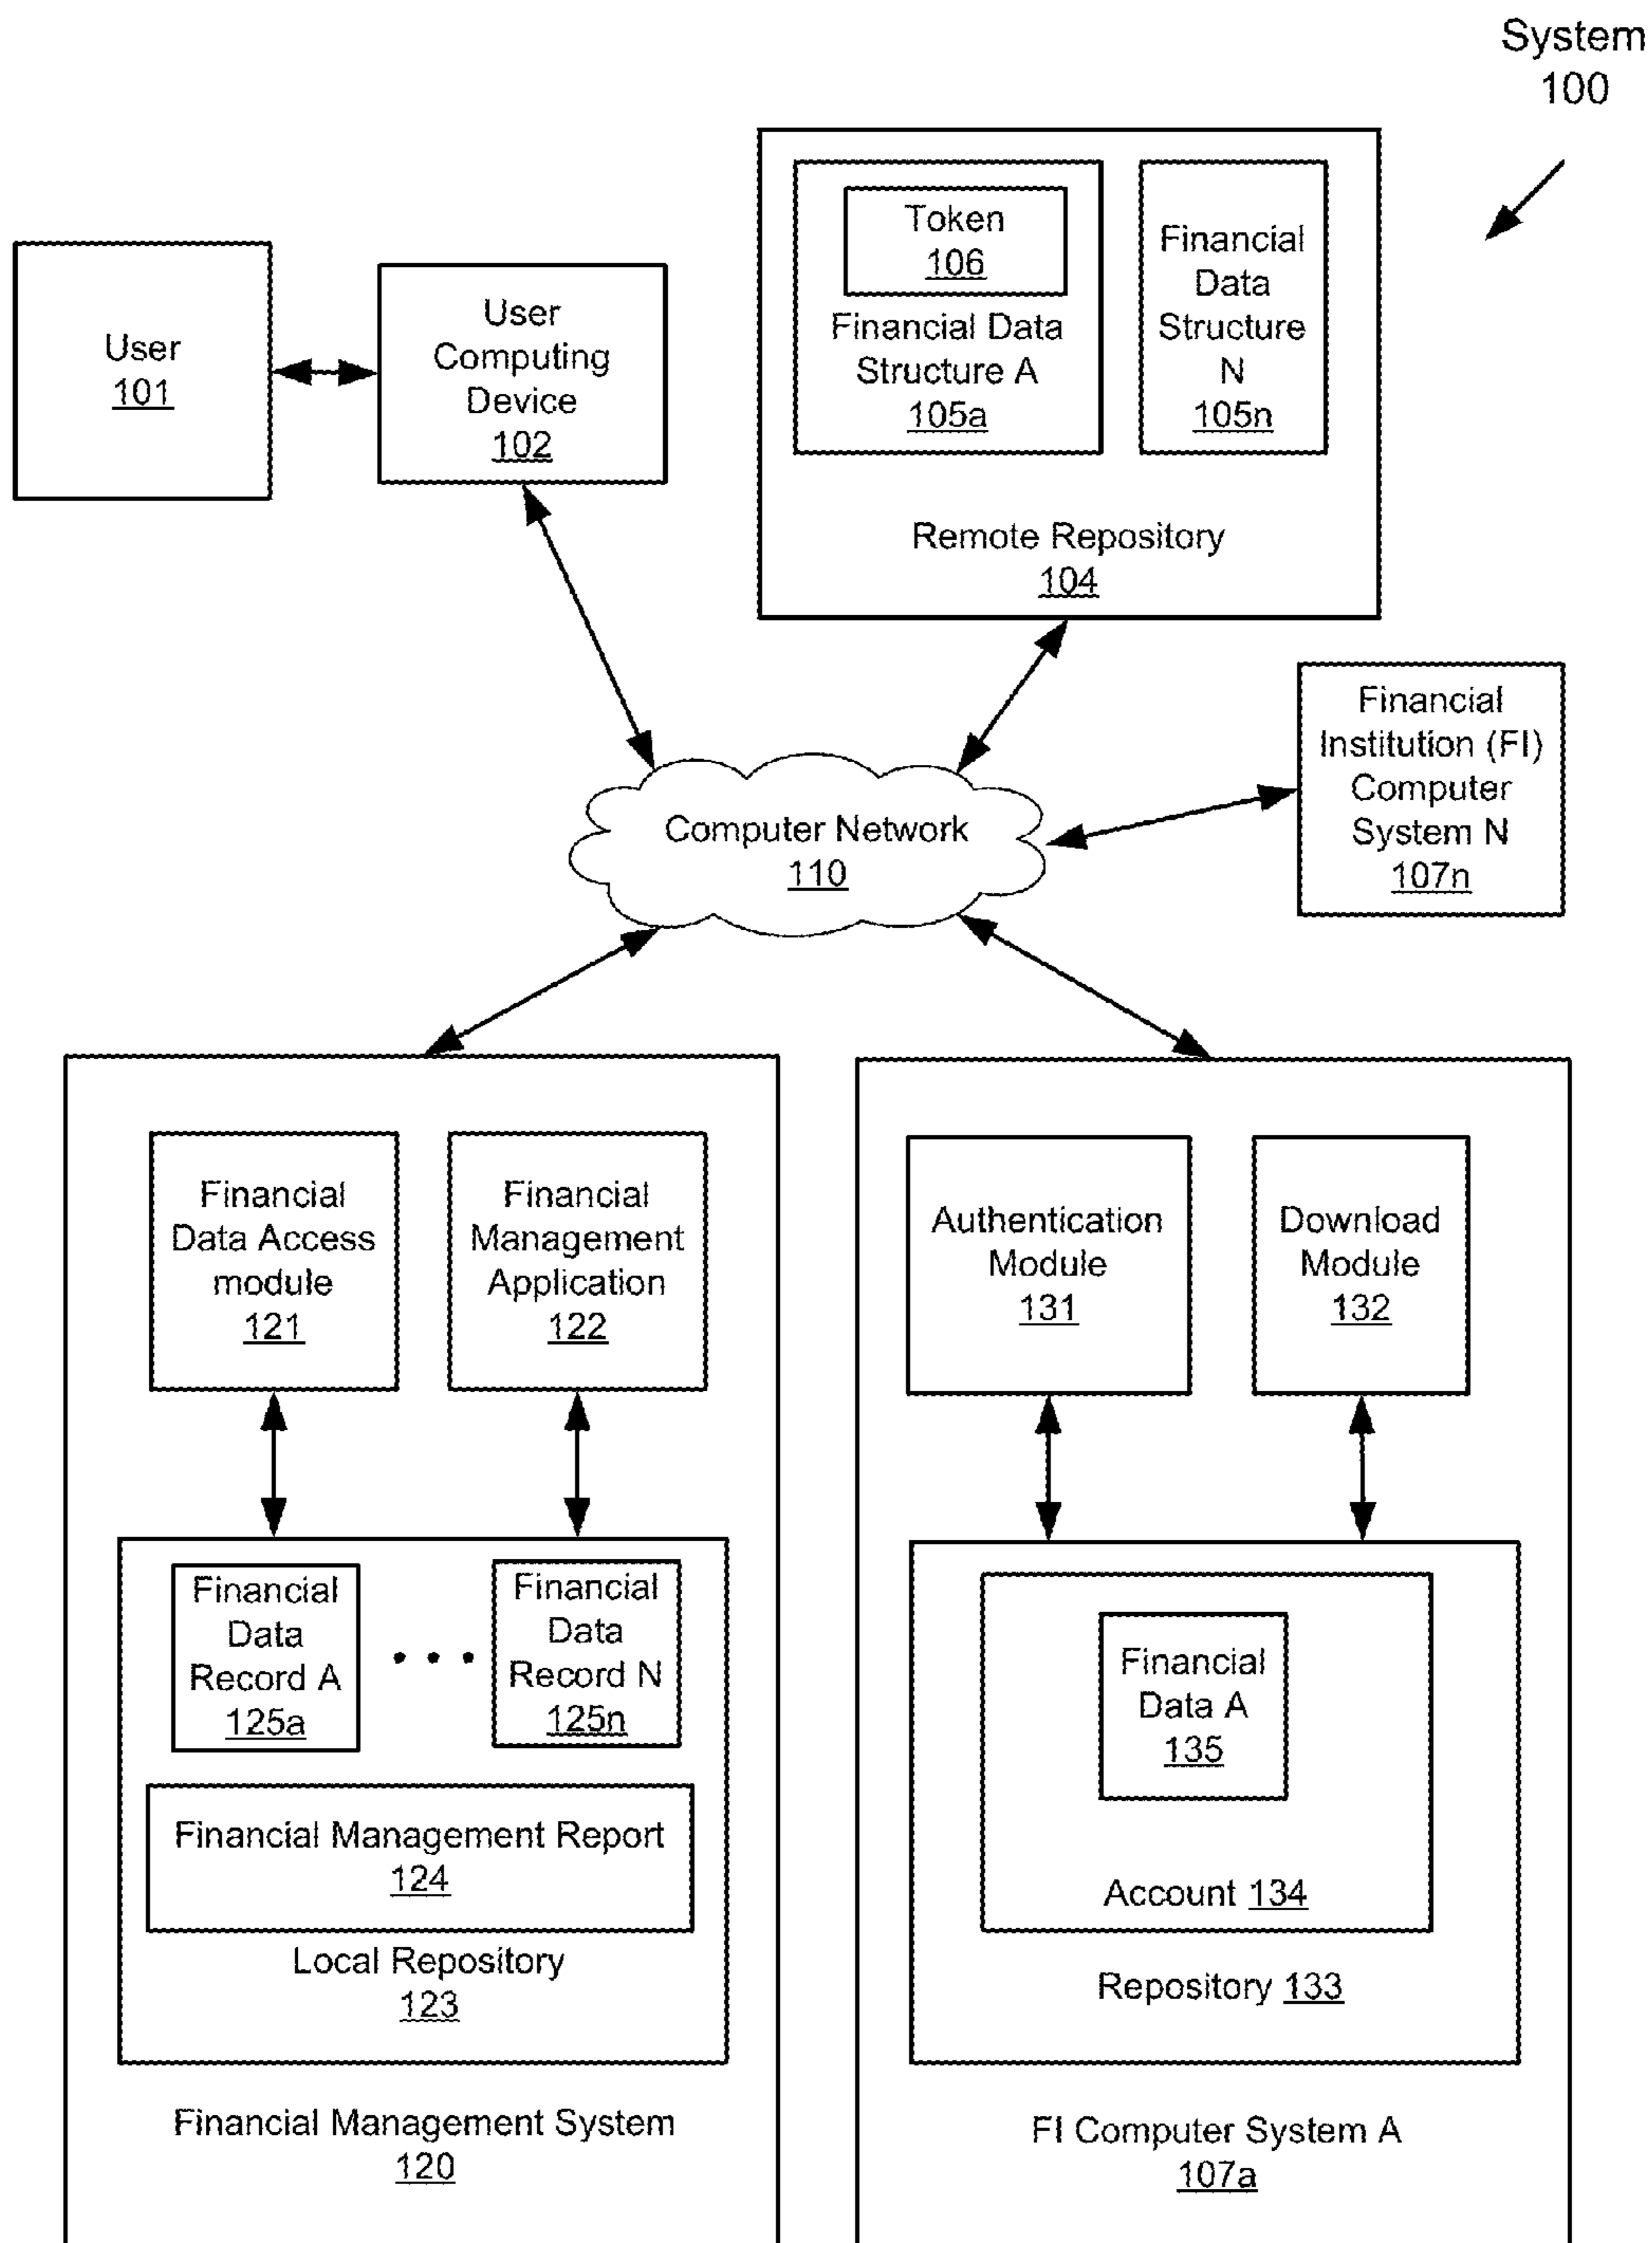 System
100
User
101
User
Computing
Device
102
Token
106
Financial Data
Structure A
105a
Financial
Data
Structure
N
105n
Remote Repository
104
Financial
Institution (FI)
Computer
System N
107n
Computer Network
110
Financial
Data Access
module
121
Financial
Management
Application
122
Financial
Data
Record A
125a
Financial
Data
Record N
125n
Financial Management Report
124
Local Repository
123
Financial Management System
120
Authentication
Module
131
Download
Module
132
Financial
Data A
135
Account 134
Repository 133
FI Computer System A
107a